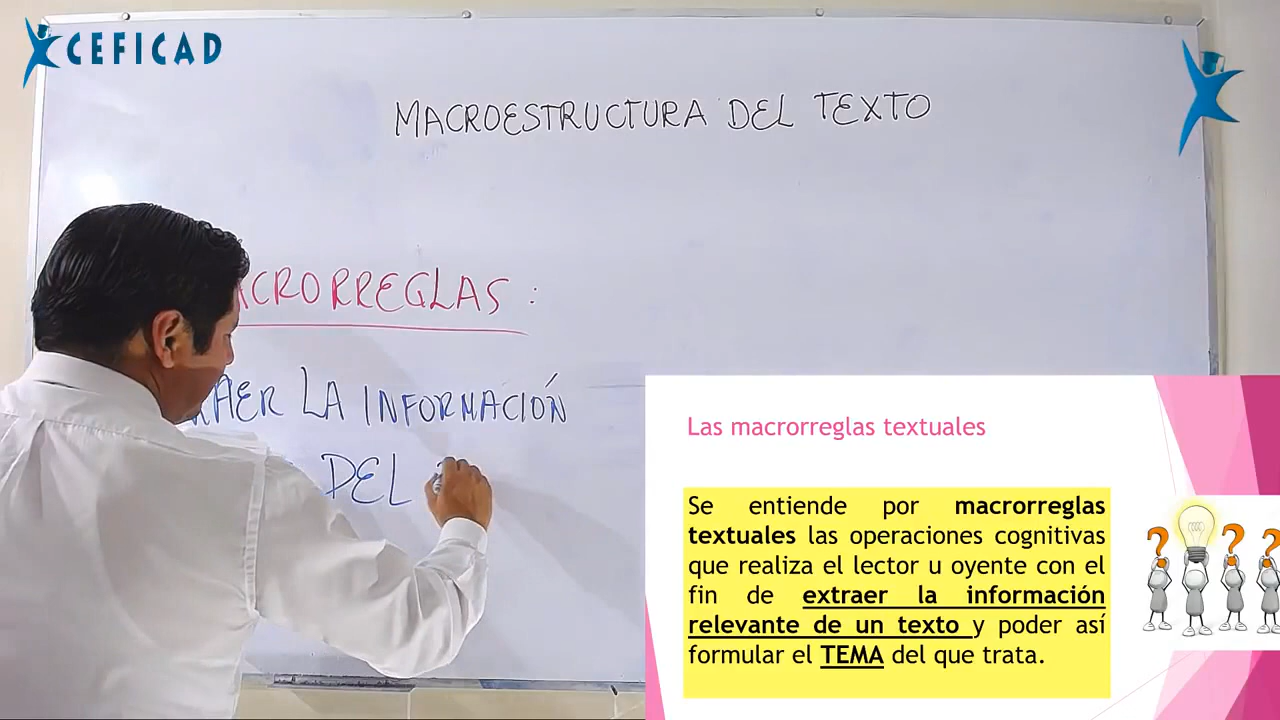 CEFICAD
MACROESTRUCTURA DEL TEXTO
ACRORREGLAS:
RAER LA INFORMACIÓN
DEL
Las macrorreglas textuales
Se entiende por macrorreglas
textuales las operaciones cognitivas
que realiza el lector u oyente con el
fin de extraer la información
relevante de un texto y poder así
formular el TEMA del que trata.